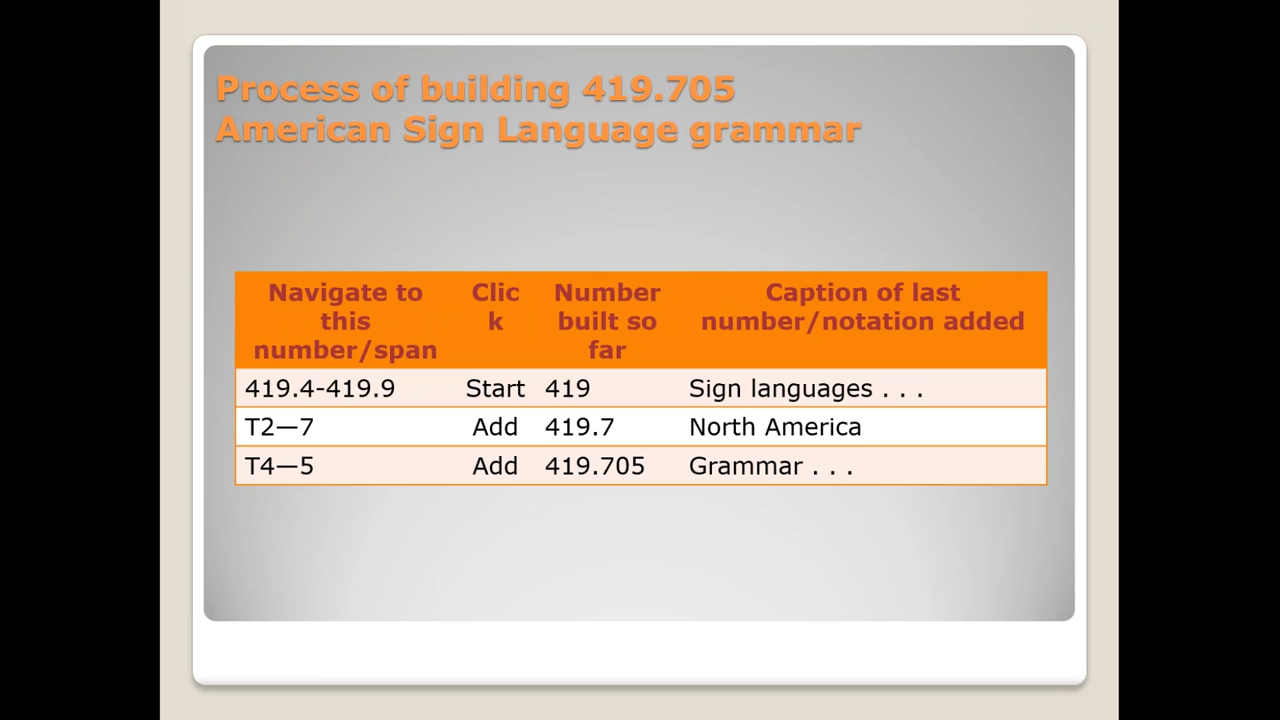 Process of building 419.705
American Sign Language grammar
Navigate to this number/span Click Number built so far Caption of last number/notation added
419.4-419.9 Start 419 Sign languages . . .
T2—7 Add 419.7 North America
T4—5 Add 419.705 Grammar . . .